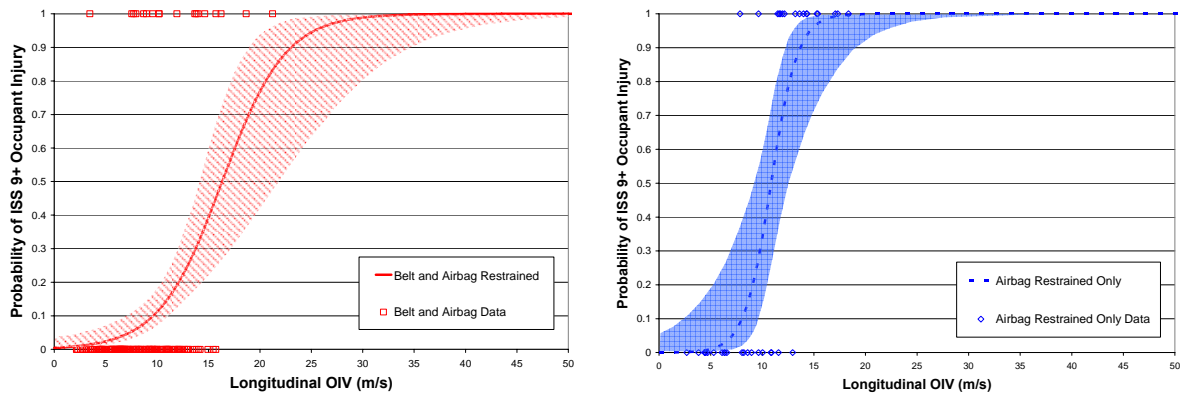 Probability of ISS 9+ Occupant Injury
1
0.9
0.8
0.7
0.6
0.5
0.4
0.3
0.2
0.1
0
0 5 10 15 20 25 30 35 40 45 50
Longitudinal OIV (m/s)
Belt and Airbag Restrained
Belt and Airbag Data
Probability of ISS 9+ Occupant Injury
1
0.9
0.8
0.7
0.6
0.5
0.4
0.3
0.2
0.1
0
0 5 10 15 20 25 30 35 40 45 50
Longitudinal OIV (m/s)
Airbag Restrained Only
Airbag Restrained Only Data